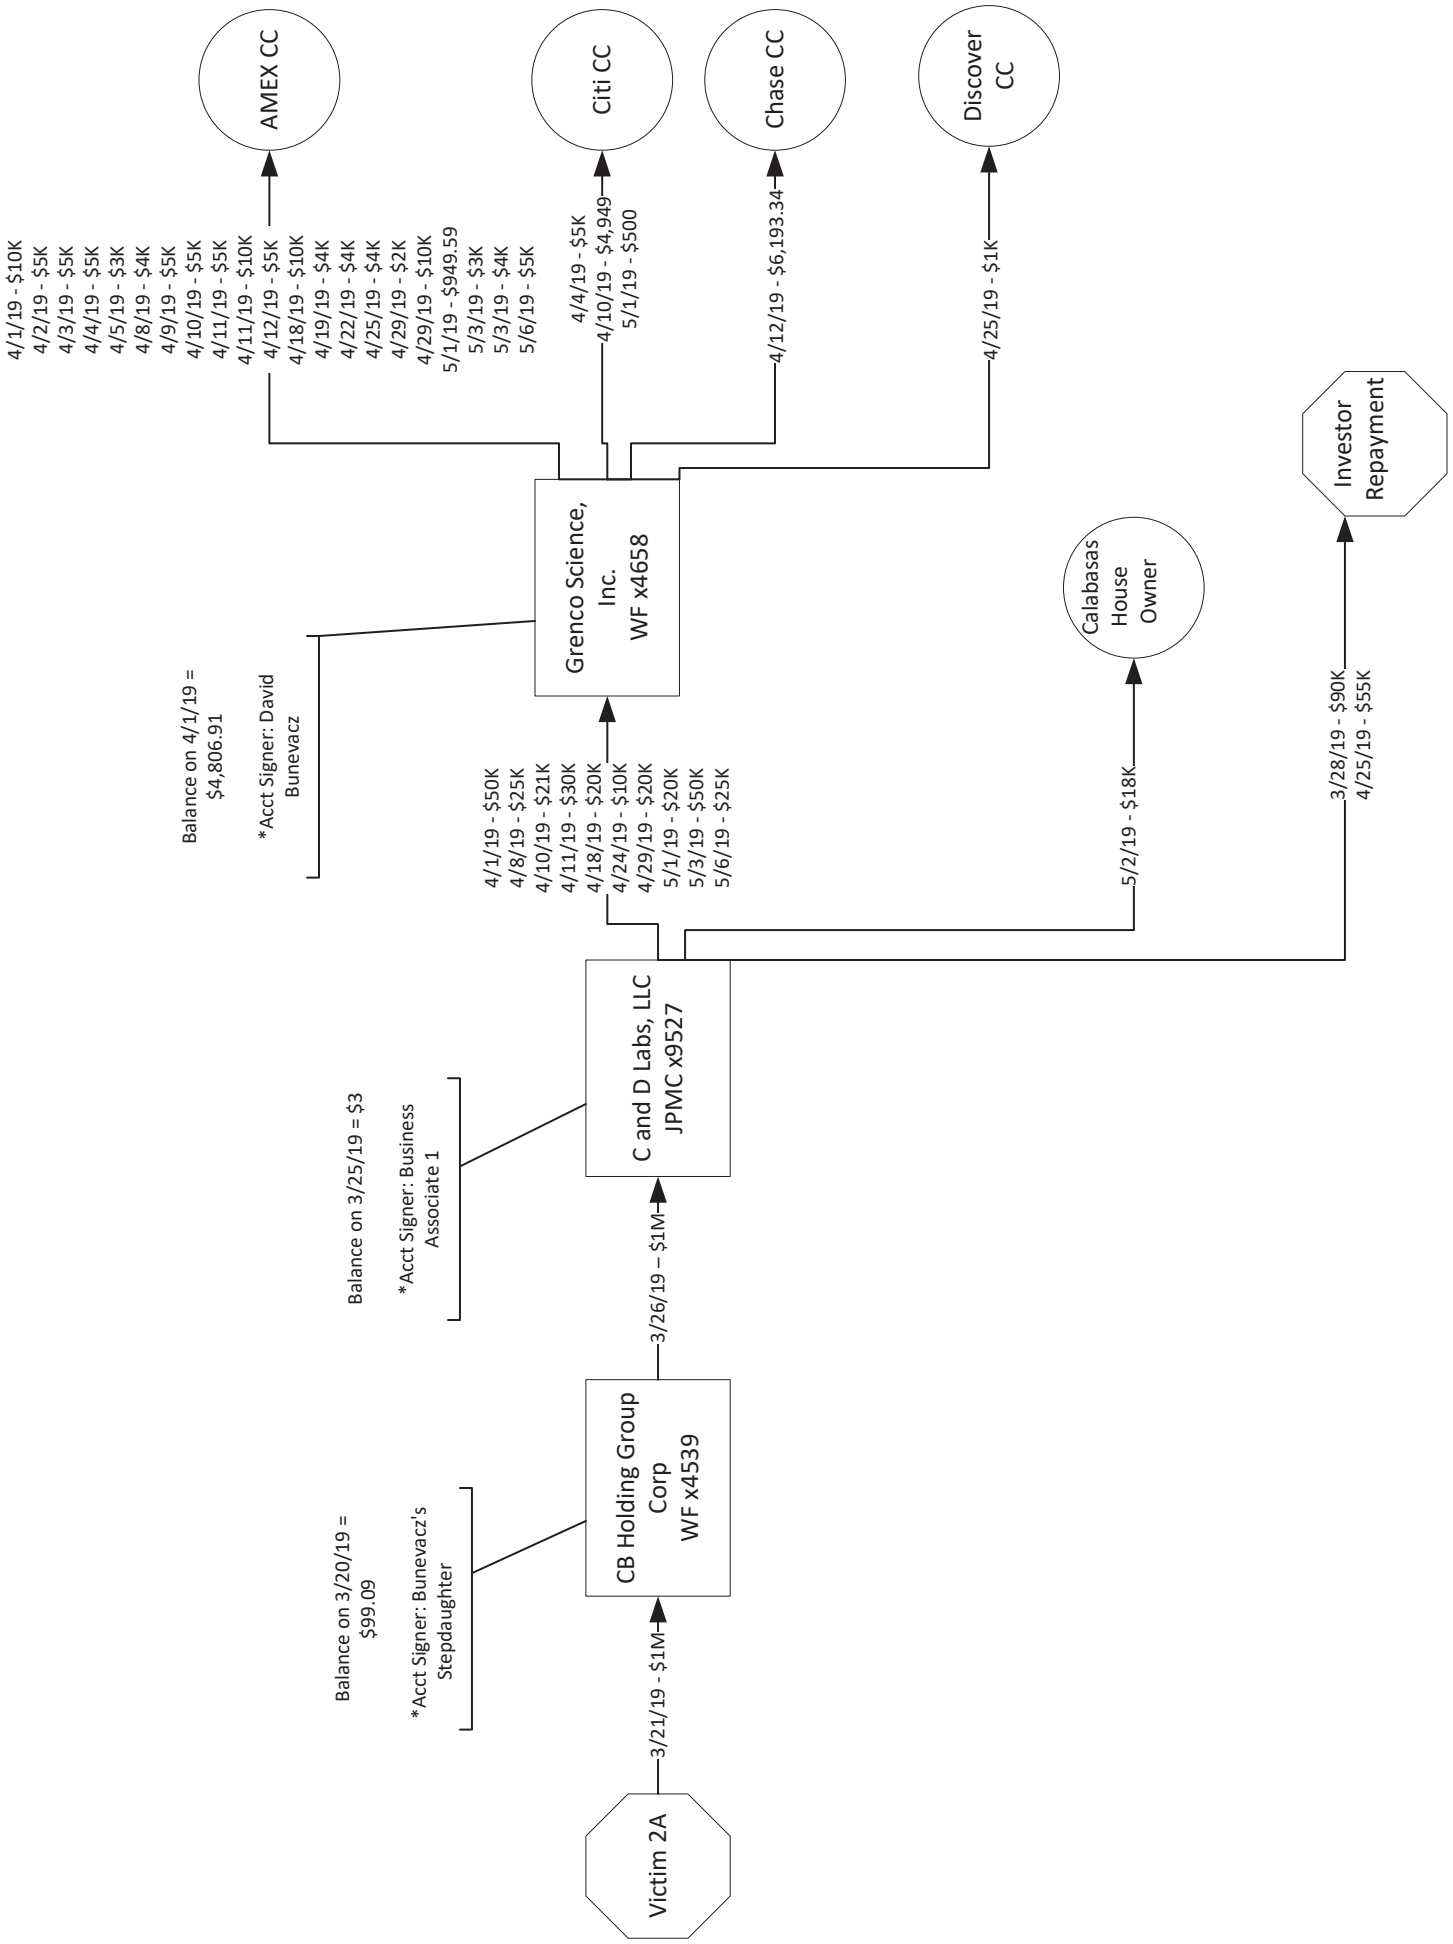 Victim 2A
3/21/19 - $1M
Balance on 3/20/19 =
$99.09
*Acct Signer: Bunevacz's
Stepdaughter
CB Holding Group
Corp
WF x4539
3/26/19 – $1M
Balance on 3/25/19 = $3
*Acct Signer: Business
Associate 1
C and D Labs, LLC
JPMC x9527
4/1/19 - $50K
4/8/19 - $25K
4/10/19 - $21K
4/11/19 - $30K
4/18/19 - $20K
4/24/19 - $10K
4/29/19 - $20K
5/1/19 - $20K
5/3/19 - $50K
5/6/19 - $25K
5/2/19 - $18K
3/28/19 - $90K
4/25/19 - $55K
Balance on 4/1/19 =
$4,806.91
*Acct Signer: David
Bunevacz
Grenco Science,
Inc.
WF x4658
Calabasas
House
Owner
Investor
Repayment
4/1/19 - $10K
4/2/19 - $5K
4/3/19 - $5K
4/4/19 - $5K
4/5/19 - $3K
4/8/19 - $4K
4/9/19 - $5K
4/10/19 - $5K
4/11/19 - $5K
4/11/19 - $10K
4/12/19 - $5K
4/18/19 - $10K
4/19/19 - $4K
4/22/19 - $4K
4/25/19 - $4K
4/29/19 - $2K
4/29/19 - $10K
5/1/19 - $949.59
5/3/19 - $3K
5/3/19 - $4K
5/6/19 - $5K
4/4/19 - $5K
4/10/19 - $4,949
5/1/19 - $500
4/12/19 - $6,193.34
4/25/19 - $1K
AMEX CC
Citi CC
Chase CC
Discover
CC